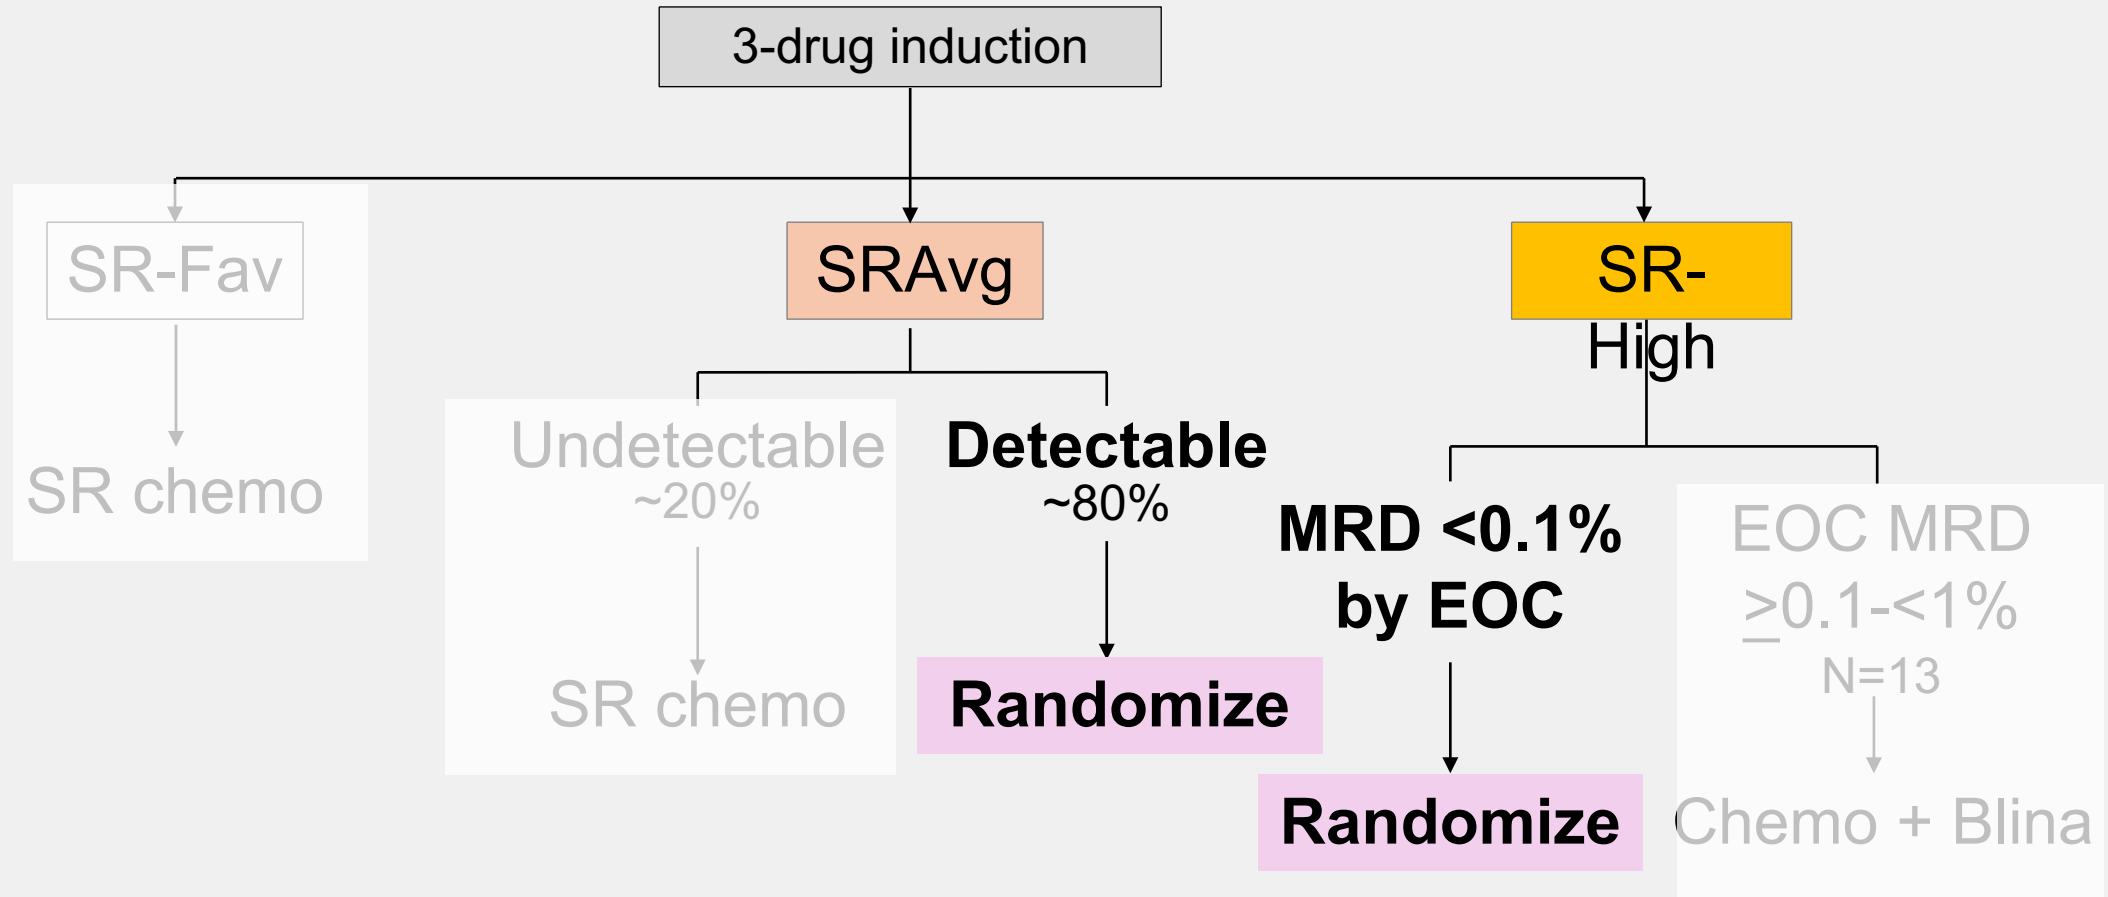 3-drug induction
SR-Fav
SRAvg
SR-
High
SR chemo
Undetectable
~20%
Detectable
~80%
MRD <0.1%
by EOC
EOC MRD
≥0.1-<1%
N=13
SR chemo
Randomize
Randomize
Chemo + Blina